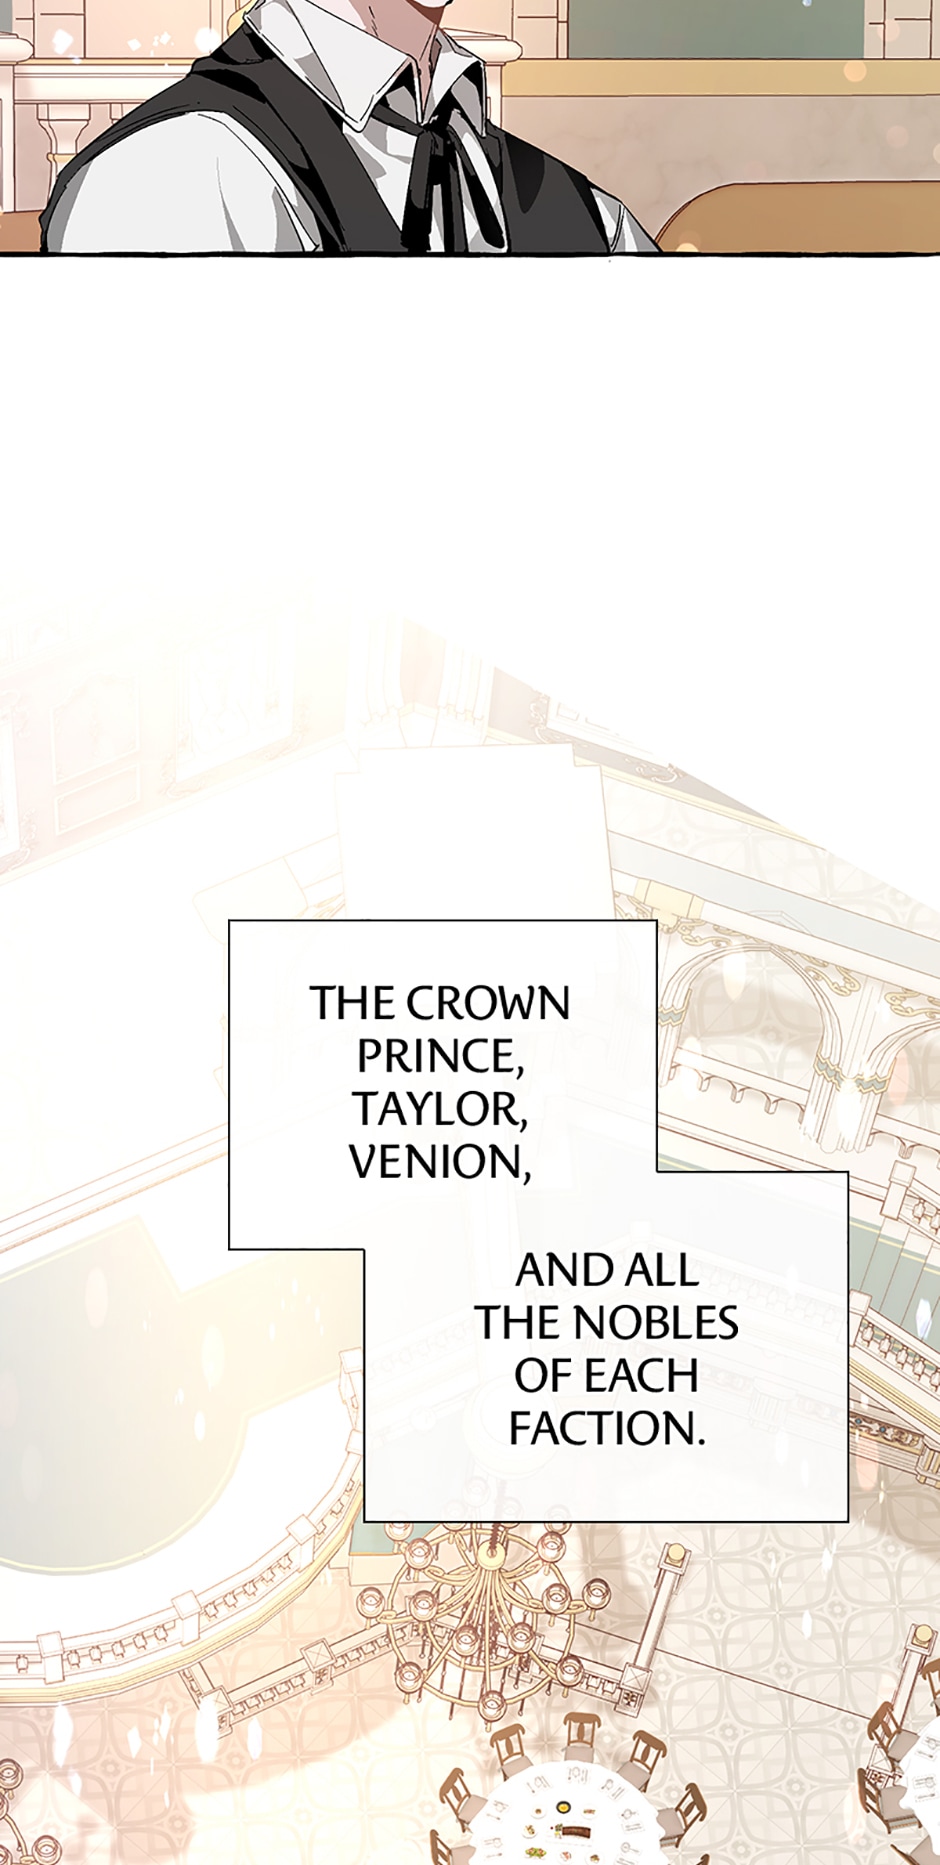 THE CROWN
PRINCE,
TAYLOR,
VENION,
AND ALL
THE NOBLES
OF EACH
FACTION.